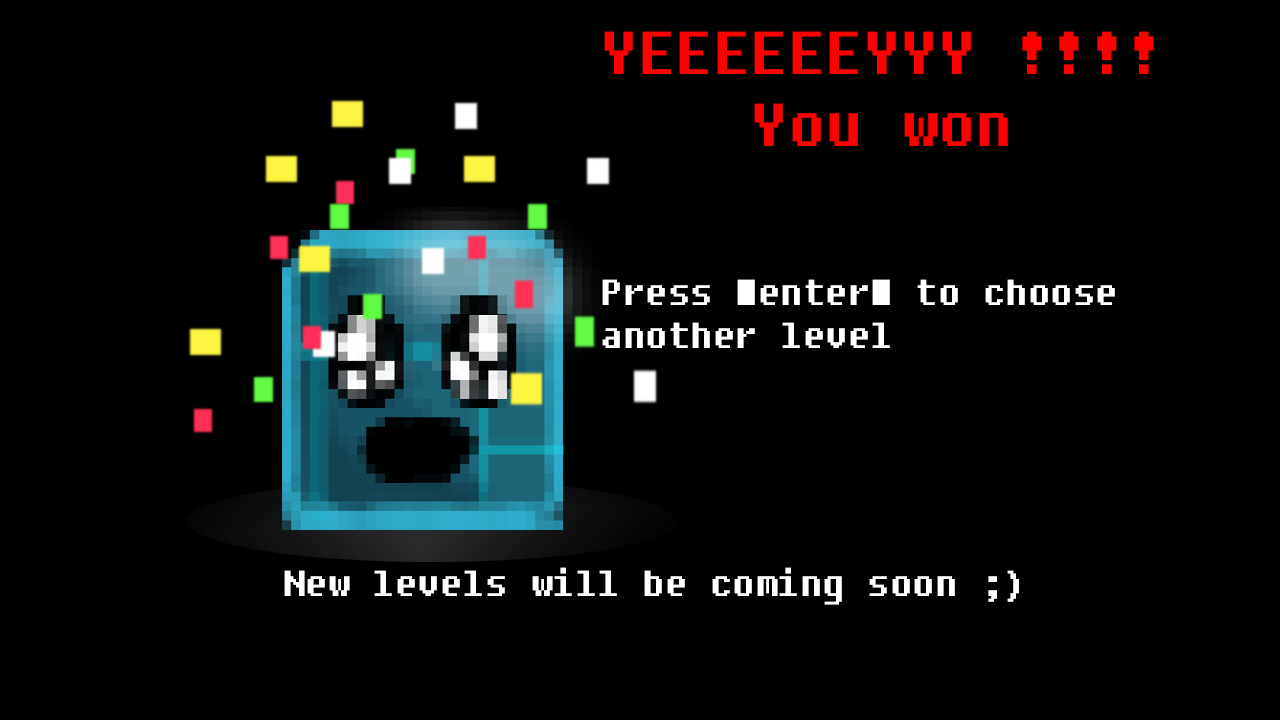 YEEEEEEYYY !!!!
You won
Press ■enter■ to choose
another level
New levels will be coming soon ;)